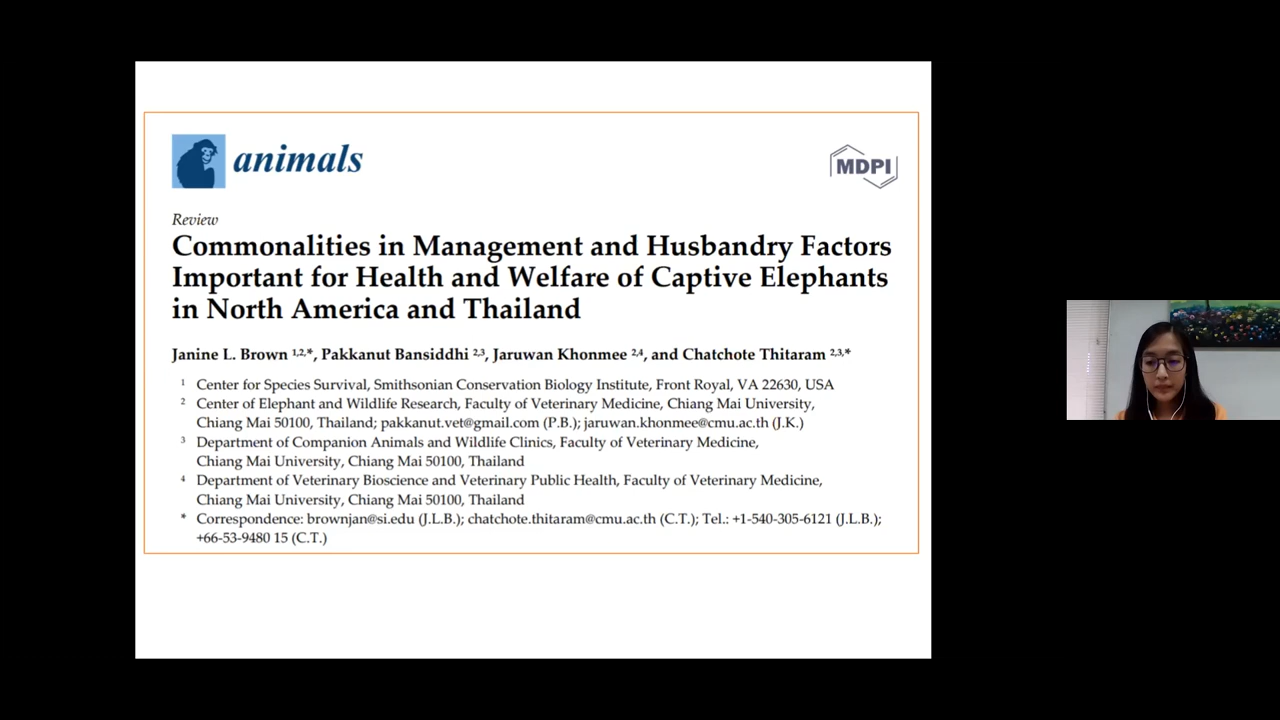 animals
MDPI
Review
Commonalities in Management and Husbandry Factors
Important for Health and Welfare of Captive Elephants
in North America and Thailand
Janine L. Brown 1,2,*, Pakkanut Bansiddhi 2,3, Jaruwan Khonmee 2,4, and Chatchote Thitaram 2,3,*
1 Center for Species Survival, Smithsonian Conservation Biology Institute, Front Royal, VA 22630, USA
2 Center of Elephant and Wildlife Research, Faculty of Veterinary Medicine, Chiang Mai University,
Chiang Mai 50100, Thailand; pakkanut.vet@gmail.com (P.B.); jaruwan.khonmee@cmu.ac.th (J.K.)
3 Department of Companion Animals and Wildlife Clinics, Faculty of Veterinary Medicine,
Chiang Mai University, Chiang Mai 50100, Thailand
4 Department of Veterinary Bioscience and Veterinary Public Health, Faculty of Veterinary Medicine,
Chiang Mai University, Chiang Mai 50100, Thailand
* Correspondence: brownjan@si.edu (J.L.B.); chatchote.thitaram@cmu.ac.th (C.T.); Tel.: +1-540-305-6121 (J.L.B.);
+66-53-9480 15 (C.T.)